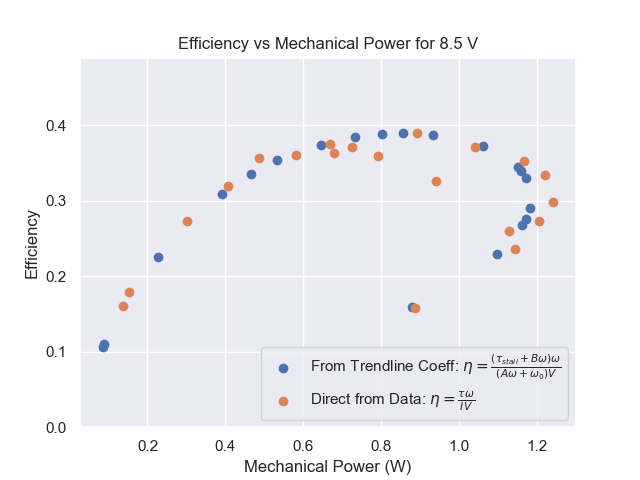 Efficiency vs Mechanical Power for 8.5 V
Efficiency
0.4
0.3
0.2
0.1
0.0
0.2 0.4 0.6 0.8 1.0 1.2
Mechanical Power (W)
From Trendline Coeff: η = (τ_stall + Bω)ω / (Aω + ω₀)V
Direct from Data: η = τω / IV